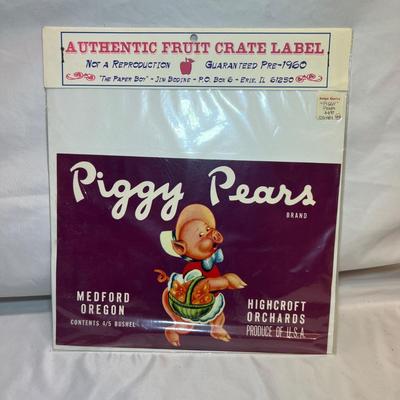 AUTHENTIC FRUIT CRATE LABEL
NOT A REPRODUCTION GUARANTEED PRE-1960
"THE PAPER BOY" - JIM BODINE - P.O. BOX 6 - ERIE, IL 61250
"PIGGY"
Piggy Pears
BRAND
MEDFORD
OREGON
CONTENTS 4/5 BUSHEL
HIGHCROFT
ORCHARDS
PRODUCE OF U.S.A.